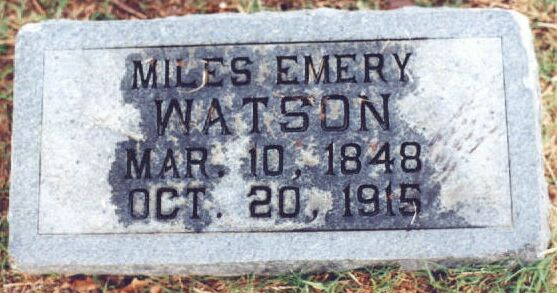 MILES EMERY
WATSON
MAR. 10, 1848
OCT. 20, 1915